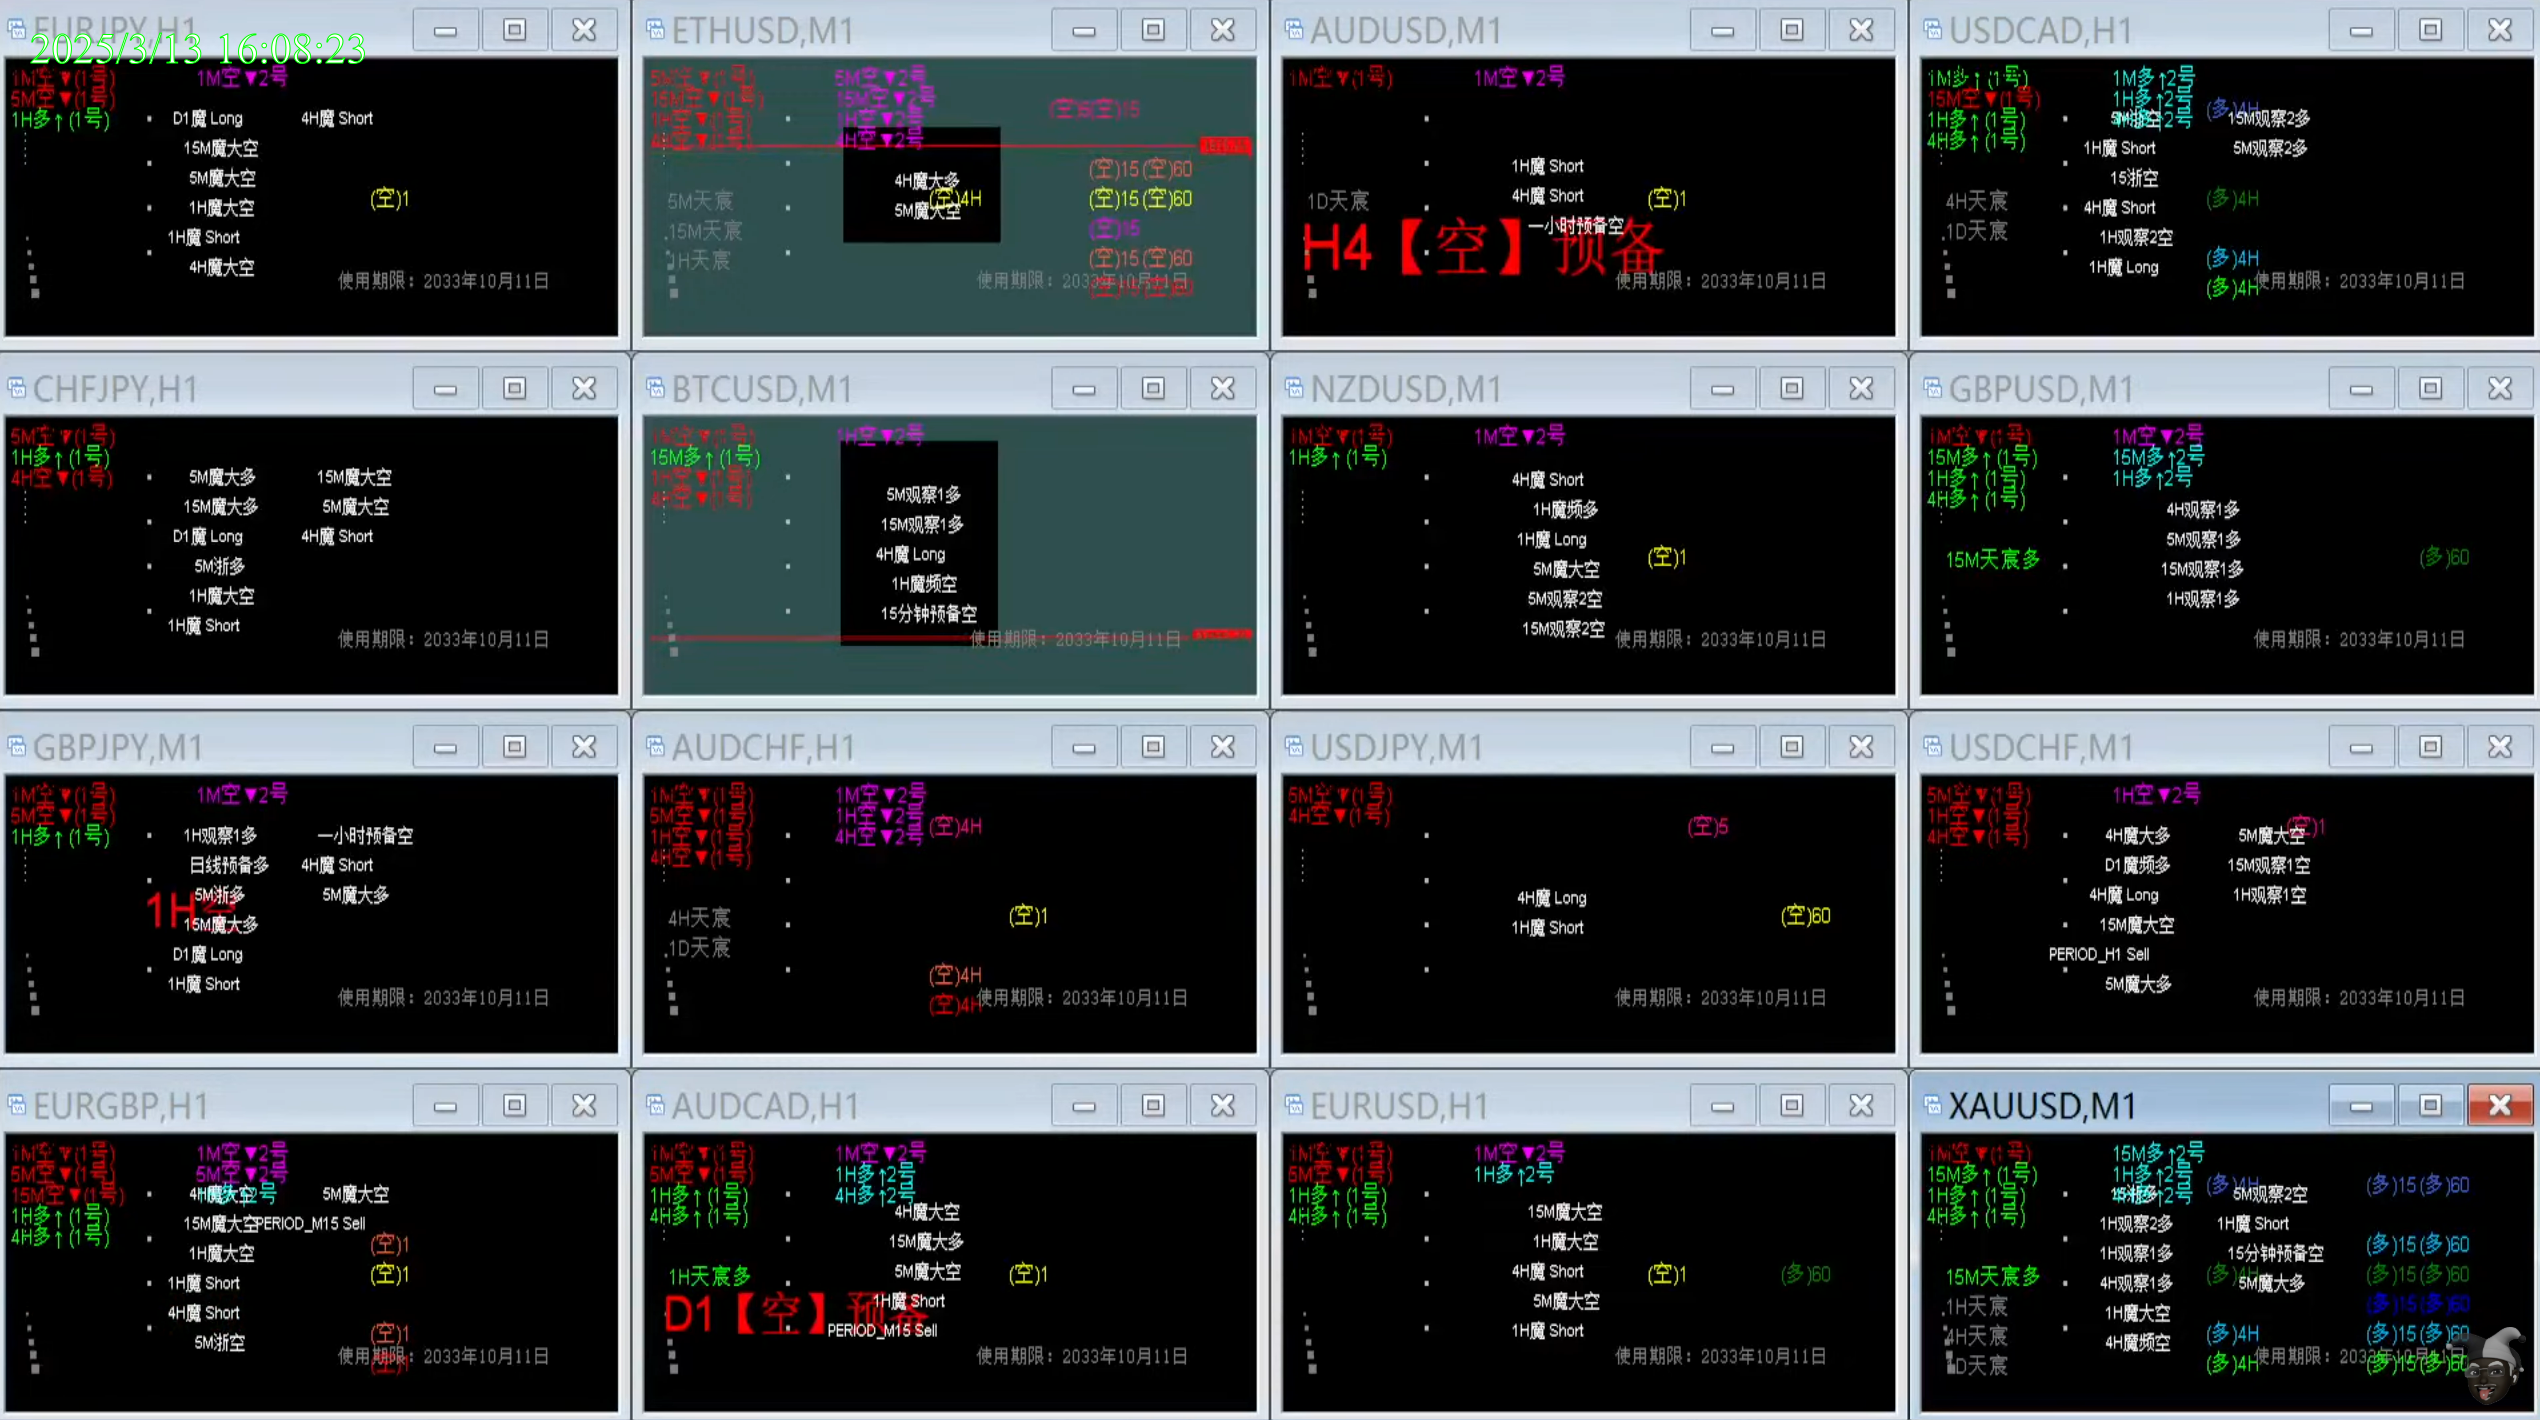 EURJPY,H1
2025/3/13 16:08:23
1M空▼(1号)
5M空▼(1号)
1H多↑(1号)
1M空▼2号
D1魔 Long
4H魔 Short
15M魔大空
5M魔大空
1H魔大空
1H魔 Short
4H魔大空
(空)1
使用期限：2033年10月11日
ETHUSD,M1
5M空▼(1号)
15M空▼(1号)
1H空▼(1号)
4H空▼(1号)
5M空▼2号
15M空▼2号
1H空▼2号
4H空▼2号
4H魔大多
(空)4H
5M魔大空
(空)15(空)60
(空)15(空)60
(空)15
(空)15(空)60
5M天宸
15M天宸
1H天宸
使用期限：2033年10月11日
AUDUSD,M1
1M空▼(1号)
1M空▼2号
1H魔 Short
4H魔 Short
一小时预备空
1D天宸
(空)1
H4【空】预备
使用期限：2033年10月11日
USDCAD,H1
1M多↑(1号)
15M空▼(1号)
1H多↑(1号)
4H多↑(1号)
1M多↑2号
1H多↑2号
4H多↑2号
(多)4H
15M观察2多
1H魔 Short
5M观察2多
15浙空
4H魔 Short
1H观察2空
1H魔 Long
4H天宸
1D天宸
(多)4H
(多)4H
(多)4H
使用期限：2033年10月11日
CHFJPY,H1
5M空▼(1号)
1H多↑(1号)
4H空▼(1号)
5M魔大多
15M魔大空
15M魔大多
5M魔大空
D1魔 Long
4H魔 Short
5M浙多
1H魔大空
1H魔 Short
使用期限：2033年10月11日
BTCUSD,M1
1M空▼(1号)
15M多↑(1号)
1H空▼(1号)
4H空▼(1号)
1H空▼2号
5M观察1多
15M观察1多
4H魔 Long
1H魔频空
15分钟预备空
使用期限：2033年10月11日
NZDUSD,M1
1M空▼(1号)
1H多↑(1号)
1M空▼2号
4H魔 Short
1H魔频多
1H魔 Long
5M魔大空
5M观察2空
15M观察2空
(空)1
使用期限：2033年10月11日
GBPUSD,M1
1M空▼(1号)
15M多↑(1号)
1H多↑(1号)
4H多↑(1号)
1M空▼2号
15M多↑2号
1H多↑2号
4H观察1多
5M观察1多
15M观察1多
1H观察1多
15M天宸多
(多)60
使用期限：2033年10月11日
GBPJPY,M1
1M空▼(1号)
5M空▼(1号)
1H多↑(1号)
1M空▼2号
1H观察1多
一小时预备空
日线预备多
4H魔 Short
5M浙多
5M魔大多
1H空
15M魔大多
D1魔 Long
1H魔 Short
使用期限：2033年10月11日
AUDCHF,H1
1M空▼(1号)
5M空▼(1号)
1H空▼(1号)
4H空▼(1号)
1M空▼2号
1H空▼2号
4H空▼2号
(空)4H
4H天宸
1D天宸
(空)1
(空)4H
(空)4H
使用期限：2033年10月11日
USDJPY,M1
5M空▼(1号)
4H空▼(1号)
(空)5
4H魔 Long
1H魔 Short
(空)60
使用期限：2033年10月11日
USDCHF,M1
5M空▼(1号)
1H空▼(1号)
4H空▼(1号)
1H空▼2号
(空)1
4H魔大多
5M魔大空
D1魔频多
15M观察1空
4H魔 Long
1H观察1空
15M魔大空
PERIOD_H1 Sell
5M魔大多
使用期限：2033年10月11日
EURGBP,H1
1M空▼(1号)
5M空▼(1号)
15M空▼(1号)
1H多↑(1号)
4H多↑(1号)
1M空▼2号
5M空▼2号
4H魔大空
5M魔大空
15M魔大空
PERIOD_M15 Sell
1H魔大空
1H魔 Short
4H魔 Short
5M浙空
(空)1
(空)1
(空)1
(空)1
使用期限：2033年10月11日
AUDCAD,H1
1M空▼(1号)
5M空▼(1号)
1H多↑(1号)
4H多↑(1号)
1M空▼2号
1H多↑2号
4H多↑2号
4H魔大空
15M魔大多
5M魔大空
1H魔 Short
PERIOD_M15 Sell
1H天宸多
(空)1
D1【空】预备
使用期限：2033年10月11日
EURUSD,H1
1M空▼(1号)
5M空▼(1号)
1H多↑(1号)
4H多↑(1号)
1M空▼2号
1H多↑2号
15M魔大空
1H魔大空
4H魔 Short
5M魔大空
1H魔 Short
(空)1
(多)60
使用期限：2033年10月11日
XAUUSD,M1
1M空▼(1号)
15M多↑(1号)
1H多↑(1号)
4H多↑(1号)
15M多↑2号
1H多↑2号
4H多↑2号
(多)4H
5M观察2空
(多)15(多)60
1H观察2多
1H魔 Short
1H观察1多
15分钟预备空
(多)15(多)60
4H观察1多
5M魔大多
(多)15(多)60
1H魔大空
(多)15(多)60
4H魔频空
(多)4H
(多)15(多)60
(多)4H
(多)15(多)60
15M天宸多
1H天宸
4H天宸
1D天宸